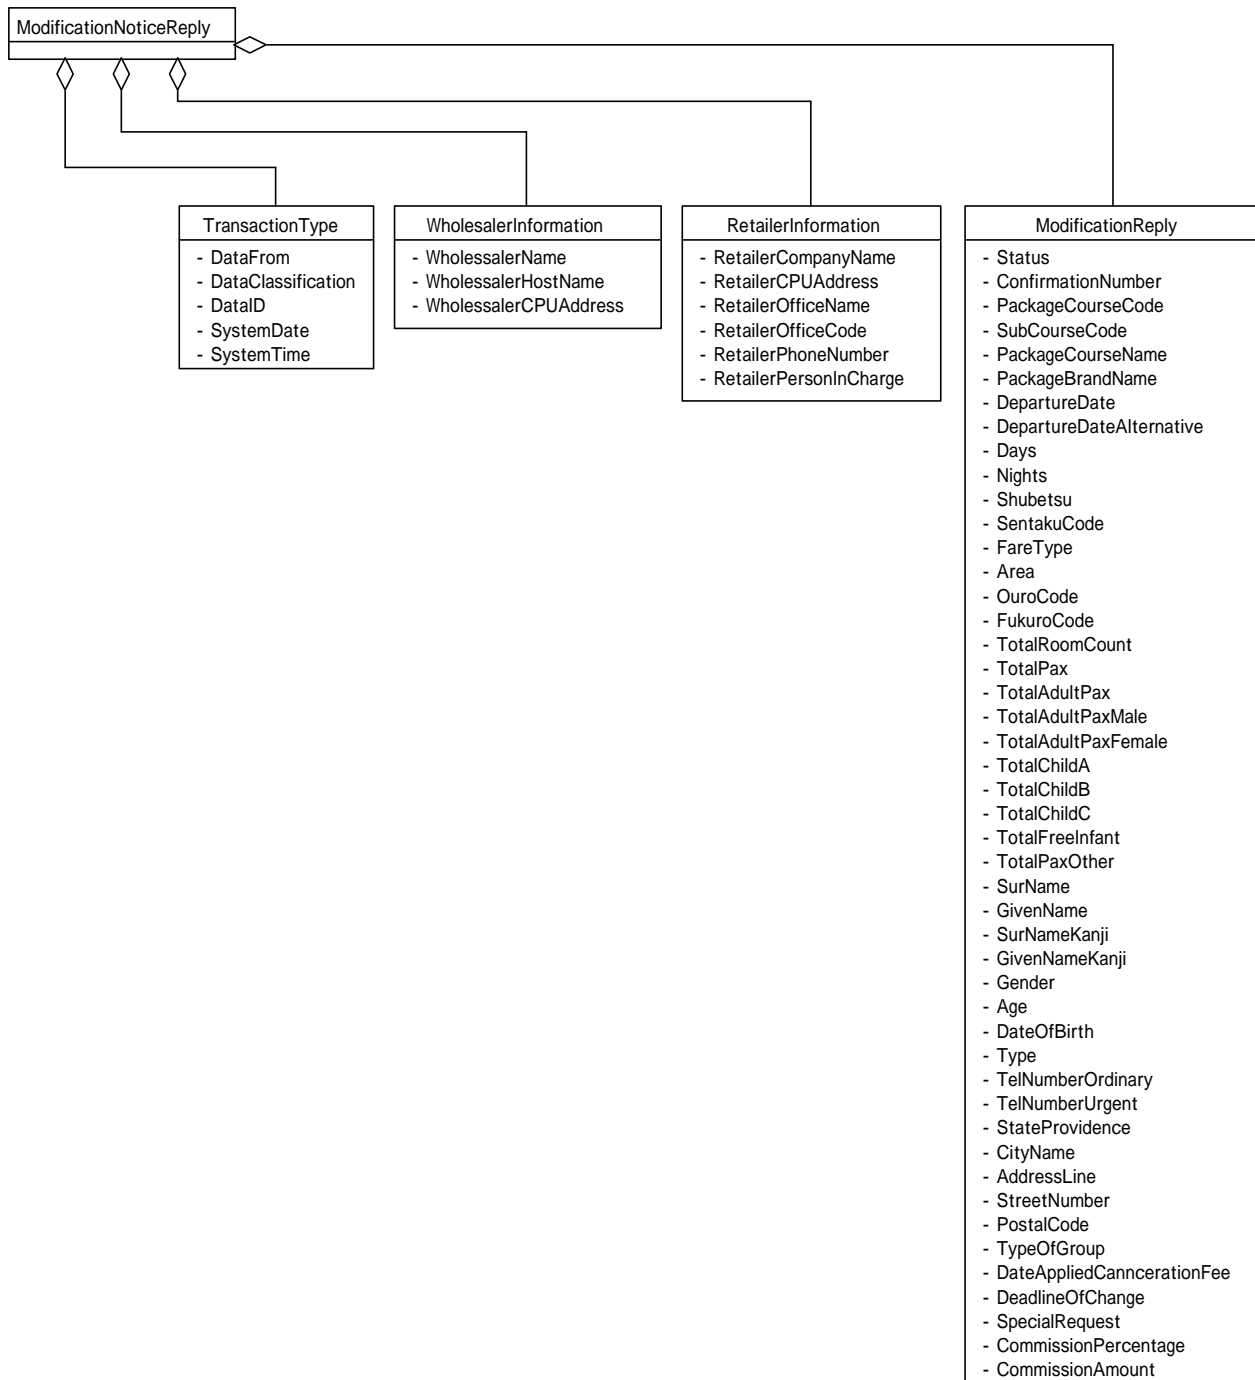 ModificationNoticeReply
TransactionType
- DataFrom
- DataClassification
- DataID
- SystemDate
- SystemTime
WholesalerInformation
- WholessalerName
- WholessalerHostName
- WholessalerCPUAddress
RetailerInformation
- RetailerCompanyName
- RetailerCPUAddress
- RetailerOfficeName
- RetailerOfficeCode
- RetailerPhoneNumber
- RetailerPersonInCharge
ModificationReply
- Status
- ConfirmationNumber
- PackageCourseCode
- SubCourseCode
- PackageCourseName
- PackageBrandName
- DepartureDate
- DepartureDateAlternative
- Days
- Nights
- Shubetsu
- SentakuCode
- FareType
- Area
- OuroCode
- FukuroCode
- TotalRoomCount
- TotalPax
- TotalAdultPax
- TotalAdultPaxMale
- TotalAdultPaxFemale
- TotalChildA
- TotalChildB
- TotalChildC
- TotalFreeInfant
- TotalPaxOther
- SurName
- GivenName
- SurNameKanji
- GivenNameKanji
- Gender
- Age
- DateOfBirth
- Type
- TelNumberOrdinary
- TelNumberUrgent
- StateProvidence
- CityName
- AddressLine
- StreetNumber
- PostalCode
- TypeOfGroup
- DateAppliedCanncerationFee
- DeadlineOfChange
- SpecialRequest
- CommissionPercentage
- CommissionAmount